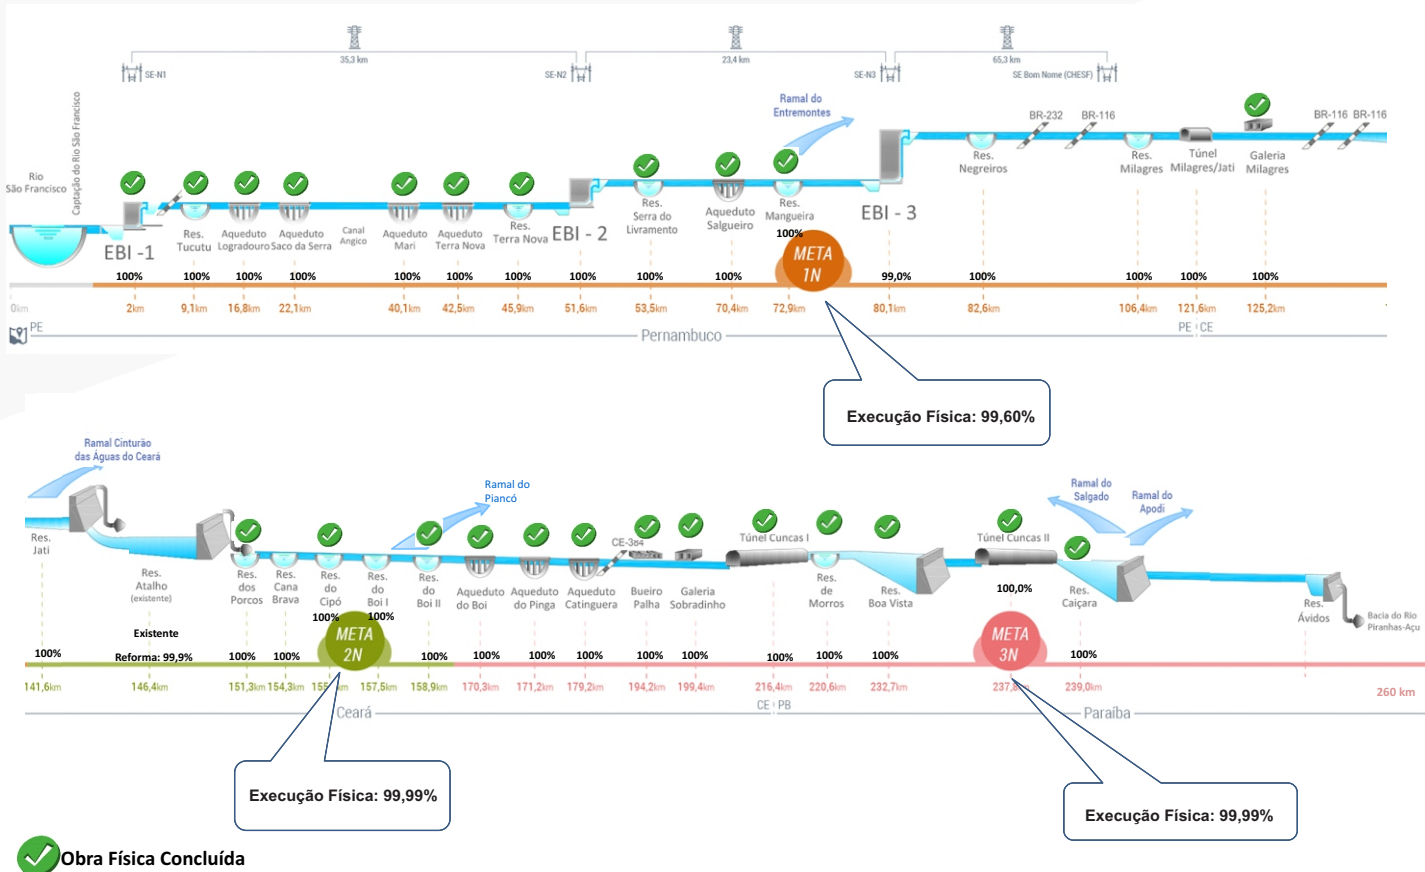 35,3 km
23,4 km
65,3 km
SE-N1
SE-N2
SE-N3
SE Bom Nome (CHESF)
Ramal do
Entremontes
Captação do Rio São Francisco
Rio
São Francisco
BR-232
BR-116
BR-116
BR-116
EBI -1
Res.
Tucutu
Aqueduto
Logradouro
Aqueduto
Saco da Serra
Canal
Angico
Aqueduto
Mari
Aqueduto
Terra Nova
Res.
Terra Nova
EBI - 2
Res.
Serra do
Livramento
Aqueduto
Salgueiro
Res.
Mangueira
EBI - 3
Res.
Negreiros
Res.
Milagres
Túnel
Milagres/Jati
Galeria
Milagres
100%
META
1N
100%
100%
100%
100%
100%
100%
100%
100%
100%
100%
99,0%
100%
100%
100%
100%
0km
2km
9,1km
16,8km
22,1km
40,1km
42,5km
45,9km
51,6km
53,5km
70,4km
72,9km
80,1km
82,6km
106,4km
121,6km
125,2km
PE
Pernambuco
PE
CE
Execução Física: 99,60%
Ramal Cinturão
das Águas do Ceará
Ramal do
Piancó
Ramal do
Salgado
Ramal do
Apodi
CE-384
Túnel Cuncas I
Túnel Cuncas II
Res.
Jati
Res.
Atalho
(existente)
Res.
dos
Porcos
Res.
Cana
Brava
Res.
do
Cipó
Res.
do
Boi I
Res.
do
Boi II
Aqueduto
do Boi
Aqueduto
do Pinga
Aqueduto
Catinguera
Bueiro
Palha
Galeria
Sobradinho
Res.
de
Morros
Res.
Boa Vista
100,0%
Res.
Caiçara
Res.
Ávidos
Bacia do Rio
Piranhas-Açu
100%
100%
META
2N
META
3N
Existente
Reforma: 99,9%
100%
100%
100%
100%
100%
100%
100%
100%
100%
100%
100%
100%
100%
141,6km
146,4km
151,3km
154,3km
157,5km
158,9km
170,3km
171,2km
179,2km
194,2km
199,4km
216,4km
220,6km
232,7km
239,0km
260 km
Ceará
CE
PB
Paraíba
Execução Física: 99,99%
Execução Física: 99,99%
Obra Física Concluída